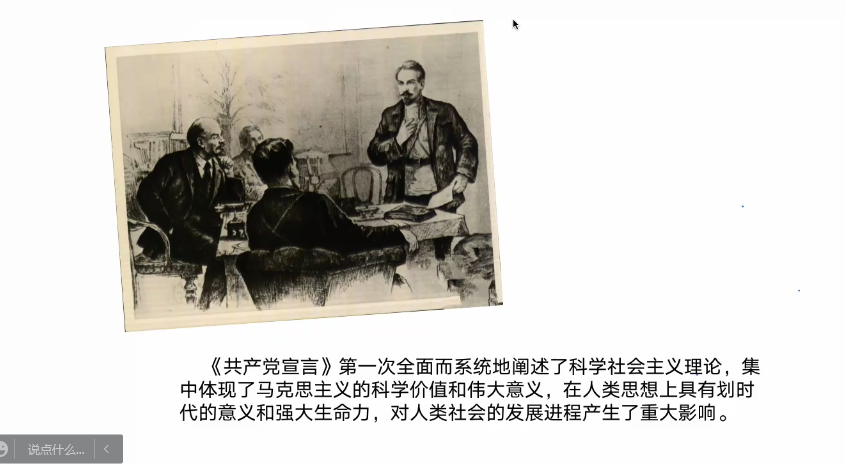 《共产党宣言》第一次全面而系统地阐述了科学社会主义理论，集
中体现了马克思主义的科学价值和伟大意义，在人类思想上具有划时
代的意义和强大生命力，对人类社会的发展进程产生了重大影响。
说点什么...